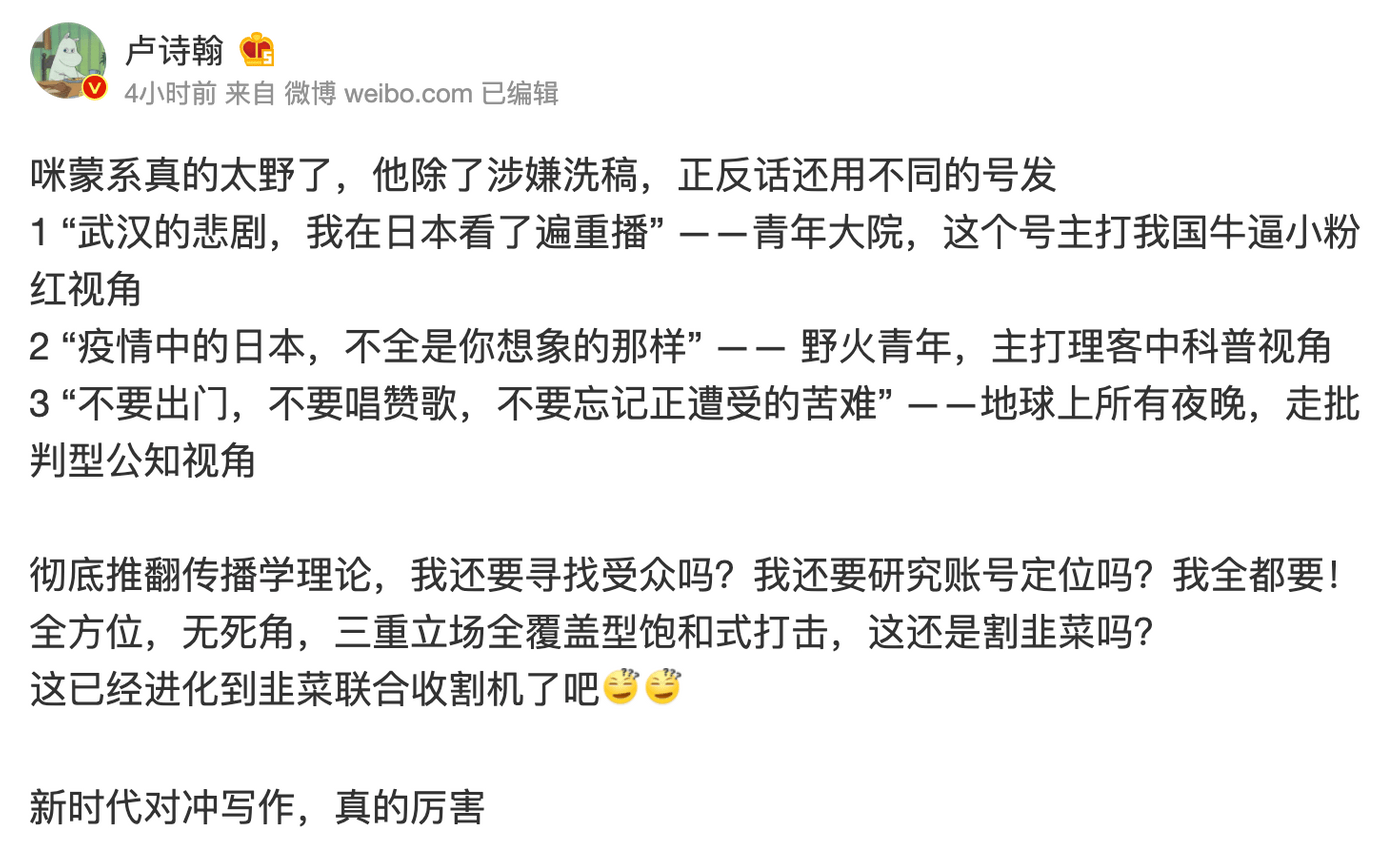 卢诗翰
4小时前 来自 微博 weibo.com 已编辑
咪蒙系真的太野了，他除了涉嫌洗稿，正反话还用不同的号发
1 “武汉的悲剧，我在日本看了遍重播” ——青年大院，这个号主打我国牛逼小粉
红视角
2 “疫情中的日本，不全是你想象的那样” —— 野火青年，主打理客中科普视角
3 “不要出门，不要唱赞歌，不要忘记正遭受的苦难” ——地球上所有夜晚，走批
判型公知视角
彻底推翻传播学理论，我还要寻找受众吗？我还要研究账号定位吗？我全都要！
全方位，无死角，三重立场全覆盖型饱和式打击，这还是割韭菜吗？
这已经进化到韭菜联合收割机了吧
新时代对冲写作，真的厉害